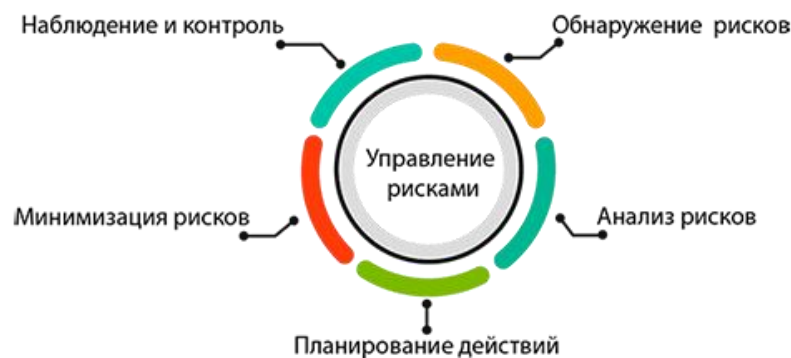 Наблюдение и контроль
Обнаружение рисков
Управление
рисками
Минимизация рисков
Анализ рисков
Планирование действий